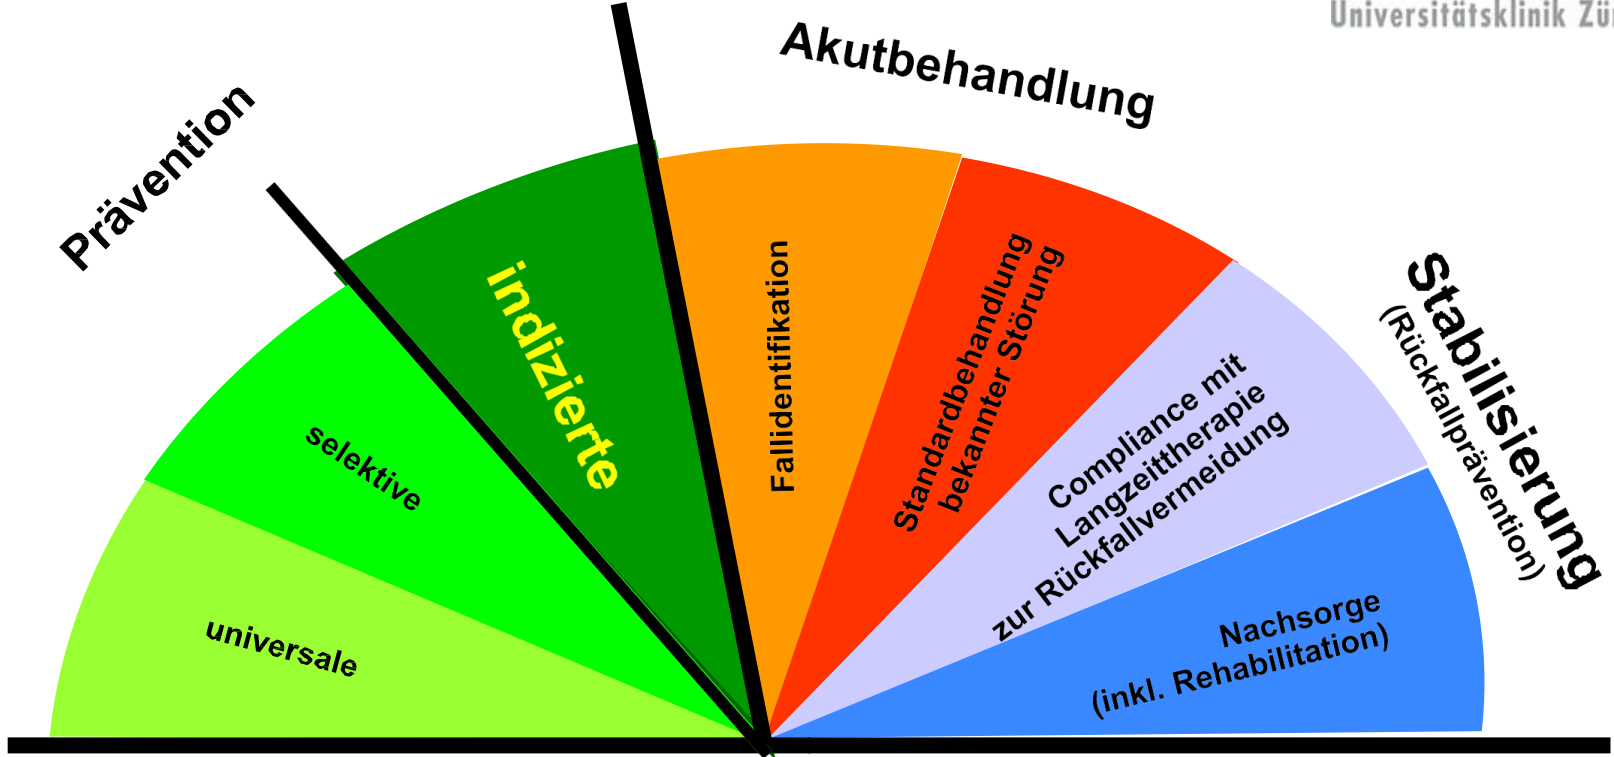 Universitätsklinik
Prävention
Akutbehandlung
Stabilisierung
(Rückfallprävention)
universale
selektive
indizierte
Fallidentifikation
Standardbehandlung
bekannter Störung
Compliance mit
Langzeittherapie
zur Rückfallvermeidung
Nachsorge
(inkl. Rehabilitation)